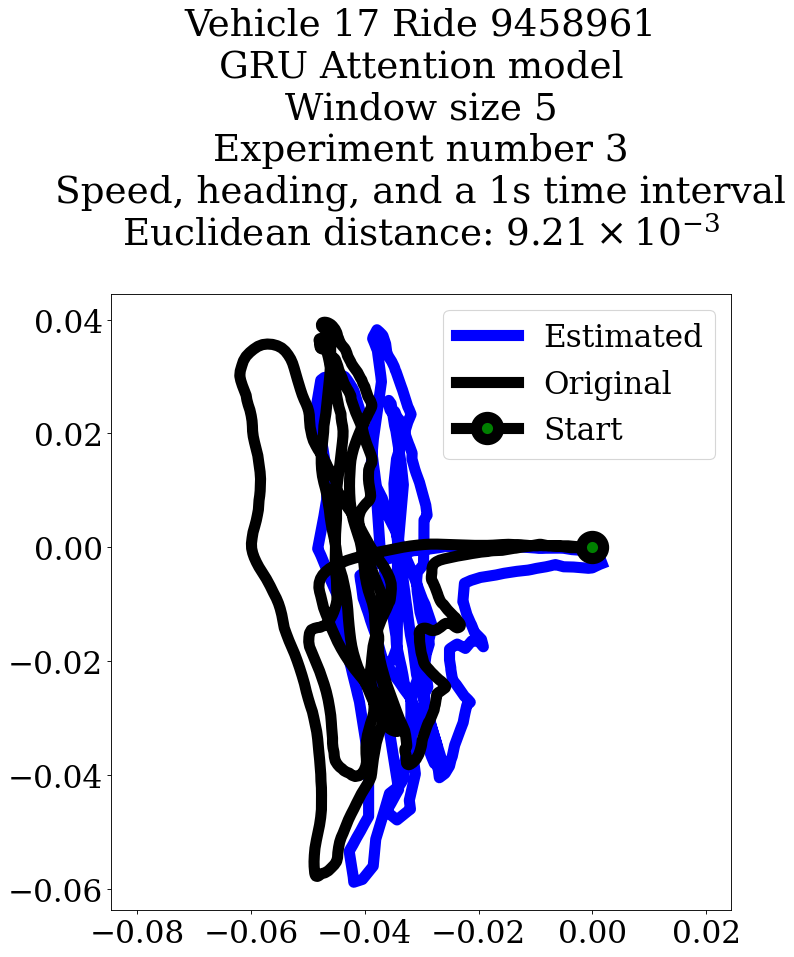 Vehicle 17 Ride 9458961
GRU Attention model
Window size 5
Experiment number 3
Speed, heading, and a 1s time interval
Euclidean distance: 9.21 × 10⁻³
Estimated
Original
Start
0.04
0.02
0.00
−0.02
−0.04
−0.06
−0.08 −0.06 −0.04 −0.02 0.00 0.02